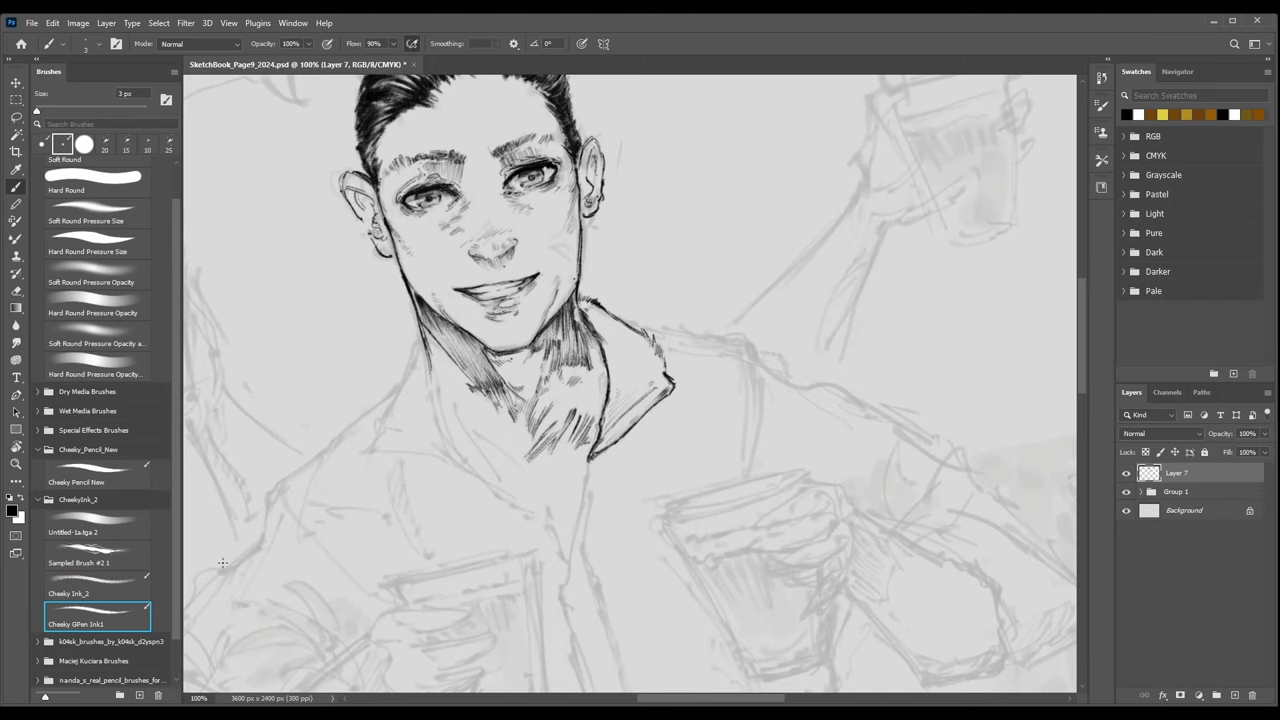 Ps File Edit Image Layer Type Select Filter 3D View Plugins Window Help
3 Mode: Normal Opacity: 100% Flow: 90% Smoothing: 0°
SketchBook_Page9_2024.psd @ 100% (Layer 7, RGB/8/CMYK) * ×
Brushes
Size: 3 px
Search Brushes
20 15 10 25
Soft Round
Hard Round
Soft Round Pressure Size
Hard Round Pressure Size
Soft Round Pressure Opacity
Hard Round Pressure Opacity
Soft Round Pressure Opacity a...
Hard Round Pressure Opacity...
Dry Media Brushes
Wet Media Brushes
Special Effects Brushes
Cheeky_Pencil_New
Cheeky Pencil New
CheekyInk_2
Untitled-1a.tga 2
Sampled Brush #2 1
Cheeky Ink_2
Cheeky GPen Ink1
k04sk_brushes_by_k04sk_d2yspn3
Maciej Kuciara Brushes
nanda_s_real_pencil_brushes_for...
100% 3600 px x 2400 px (300 ppi)
Swatches Navigator
Search Swatches
RGB
CMYK
Grayscale
Pastel
Light
Pure
Dark
Darker
Pale
Layers Channels Paths
Kind
Normal Opacity: 100%
Lock: Fill: 100%
Layer 7
Group 1
Background
fx